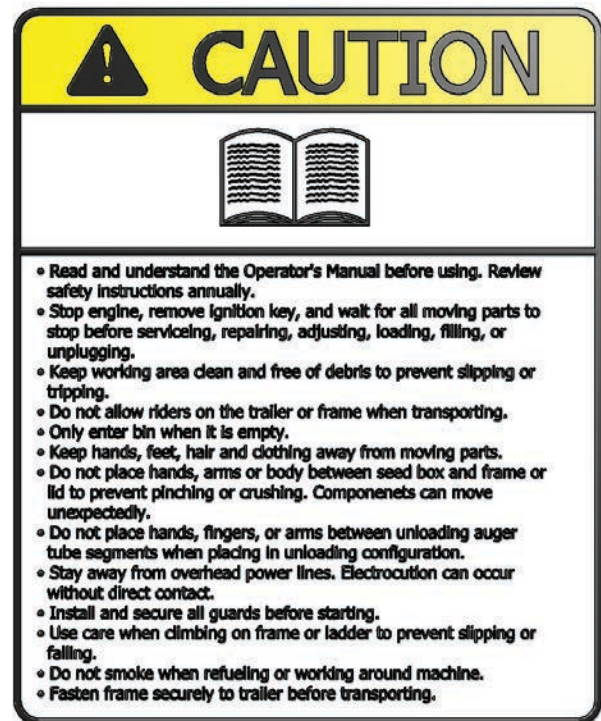 CAUTION
• Read and understand the Operator's Manual before using. Review
safety instructions annually.
• Stop engine, remove ignition key, and wait for all moving parts to
stop before serviceing, repairing, adjusting, loading, filling, or
unplugging.
• Keep working area clean and free of debris to prevent slipping or
tripping.
• Do not allow riders on the trailer or frame when transporting.
• Only enter bin when it is empty.
• Keep hands, feet, hair and clothing away from moving parts.
• Do not place hands, arms or body between seed box and frame or
lid to prevent pinching or crushing. Componenets can move
unexpectedly.
• Do not place hands, fingers, or arms between unloading auger
tube segments when placing in unloading configuration.
• Stay away from overhead power lines. Electrocution can occur
without direct contact.
• Install and secure all guards before starting.
• Use care when climbing on frame or ladder to prevent slipping or
falling.
• Do not smoke when refueling or working around machine.
• Fasten frame securely to trailer before transporting.